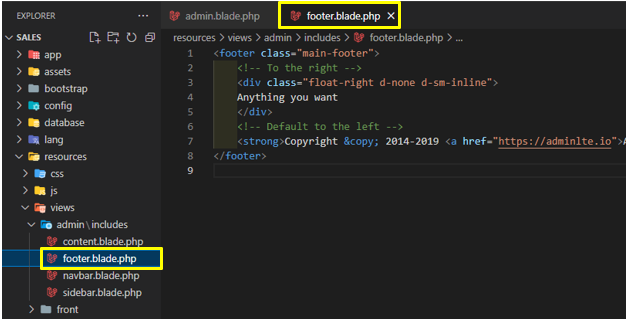 EXPLORER
SALES
app
assets
bootstrap
config
database
lang
resources
css
js
views
admin\includes
content.blade.php
footer.blade.php
navbar.blade.php
sidebar.blade.php
front
admin.blade.php footer.blade.php
resources > views > admin > includes > footer.blade.php > ...
1 <footer class="main-footer">
2 <!-- To the right -->
3 <div class="float-right d-none d-sm-inline">
4 Anything you want
5 </div>
6 <!-- Default to the left -->
7 <strong>Copyright &copy; 2014-2019 <a href="https://adminlte.io">A
8 </footer>
9